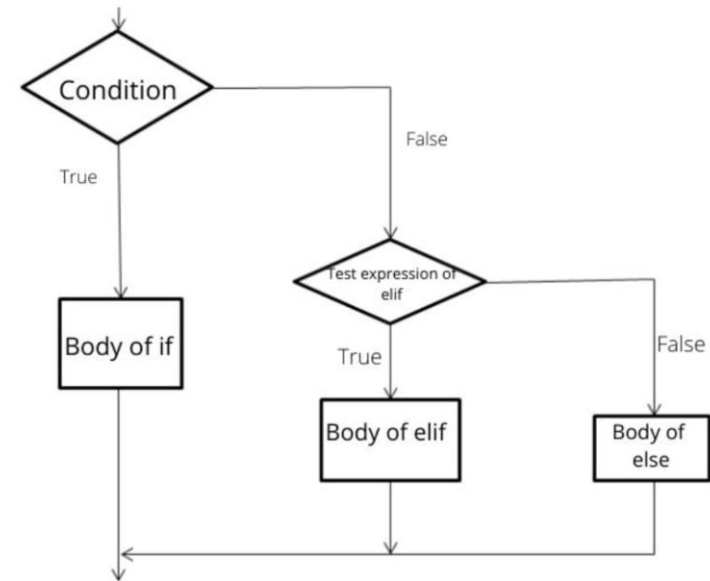 Condition
False
True
Test expression of
elif
Body of if
True
False
Body of elif
Body of
else